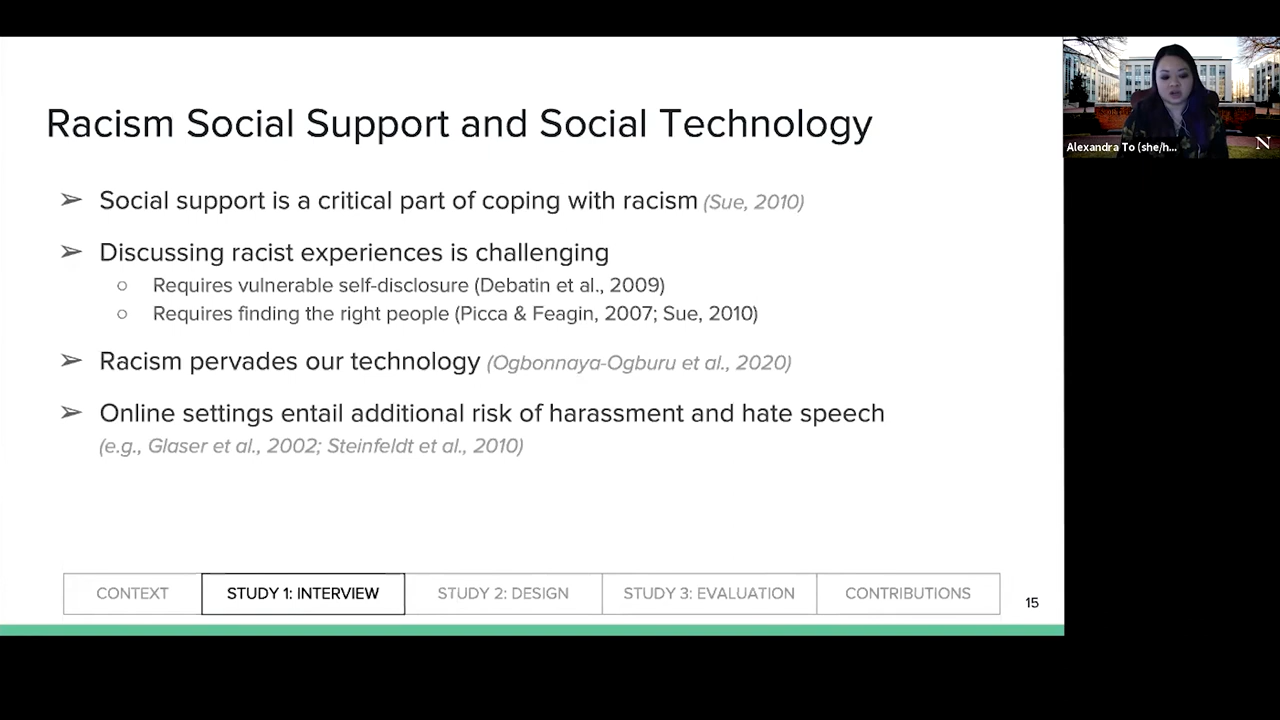 Racism Social Support and Social Technology
➢ Social support is a critical part of coping with racism (Sue, 2010)
➢ Discussing racist experiences is challenging
○ Requires vulnerable self-disclosure (Debatin et al., 2009)
○ Requires finding the right people (Picca & Feagin, 2007; Sue, 2010)
➢ Racism pervades our technology (Ogbonnaya-Ogburu et al., 2020)
➢ Online settings entail additional risk of harassment and hate speech
(e.g., Glaser et al., 2002; Steinfeldt et al., 2010)
CONTEXT STUDY 1: INTERVIEW STUDY 2: DESIGN STUDY 3: EVALUATION CONTRIBUTIONS
15
Alexandra To (she/h...
N